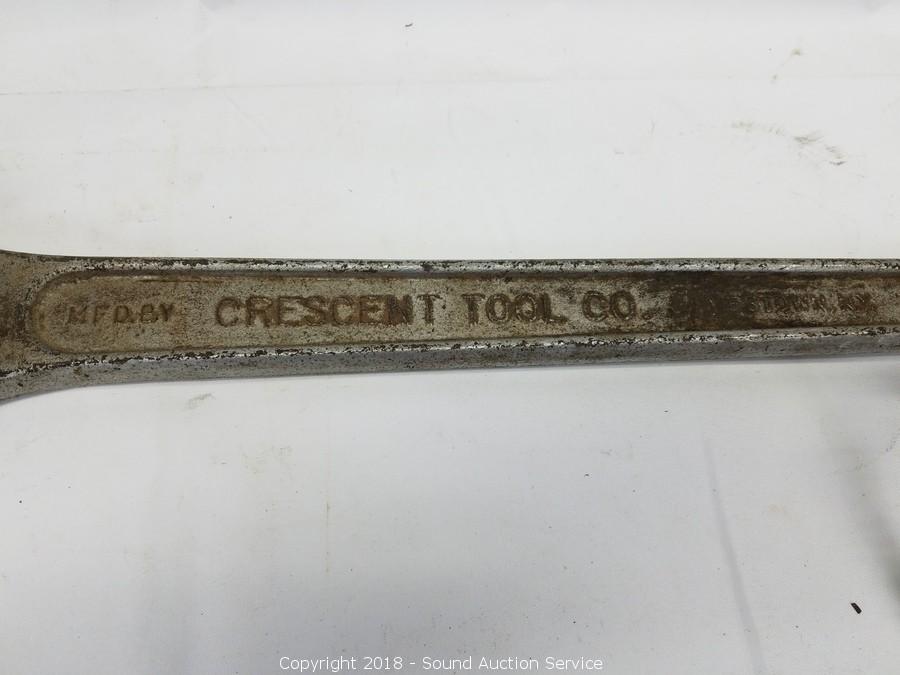 MFD.BY CRESCENT TOOL CO.
Copyright 2018 - Sound Auction Service